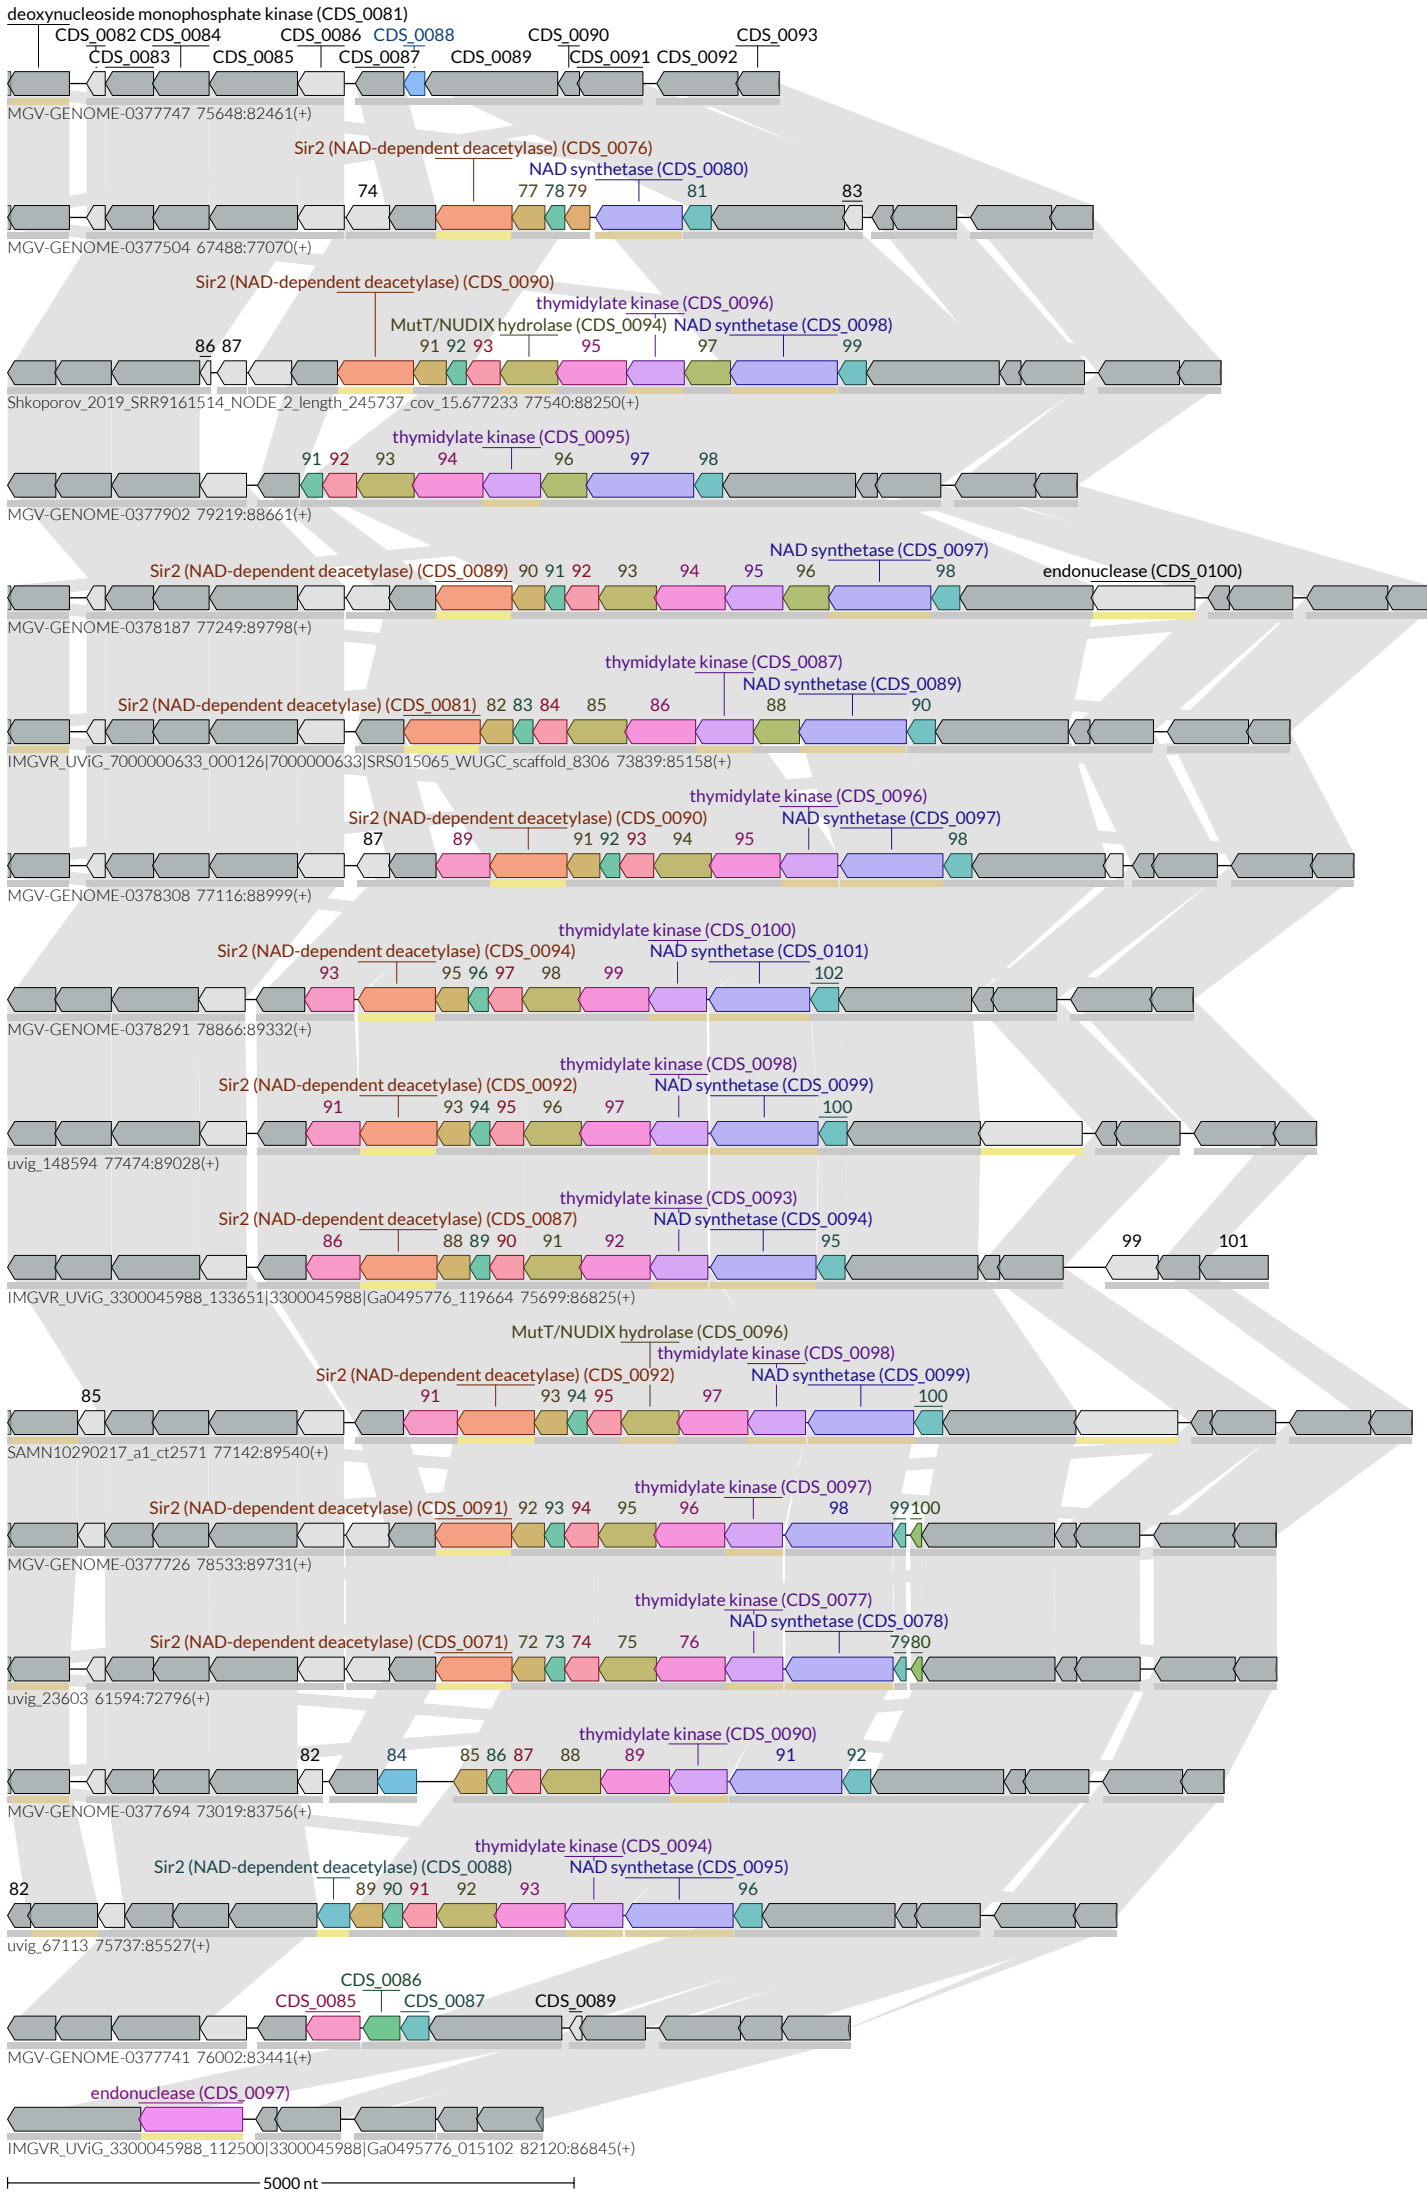 deoxynucleoside monophosphate kinase (CDS_0081)
CDS_0082 CDS_0084 CDS_0086 CDS_0088 CDS_0090 CDS_0093
CDS_0083 CDS_0085 CDS_0087 CDS_0089 CDS_0091 CDS_0092
MGV-GENOME-0377747 75648:82461(+)
Sir2 (NAD-dependent deacetylase) (CDS_0076)
NAD synthetase (CDS_0080)
74 77 78 79 81 83
MGV-GENOME-0377504 67488:77070(+)
Sir2 (NAD-dependent deacetylase) (CDS_0090)
thymidylate kinase (CDS_0096)
MutT/NUDIX hydrolase (CDS_0094) NAD synthetase (CDS_0098)
86 87 91 92 93 95 97 99
Shkoporov_2019_SRR9161514_NODE_2_length_245737_cov_15.677233 77540:88250(+)
thymidylate kinase (CDS_0095)
91 92 93 94 96 97 98
MGV-GENOME-0377902 79219:88661(+)
NAD synthetase (CDS_0097)
Sir2 (NAD-dependent deacetylase) (CDS_0089) 90 91 92 93 94 95 96 98 endonuclease (CDS_0100)
MGV-GENOME-0378187 77249:89798(+)
thymidylate kinase (CDS_0087)
NAD synthetase (CDS_0089)
Sir2 (NAD-dependent deacetylase) (CDS_0081) 82 83 84 85 86 88 90
IMGVR_UViG_7000000633_000126|7000000633|SRS015065_WUGC_scaffold_8306 73839:85158(+)
thymidylate kinase (CDS_0096)
Sir2 (NAD-dependent deacetylase) (CDS_0090) NAD synthetase (CDS_0097)
87 89 91 92 93 94 95 98
MGV-GENOME-0378308 77116:88999(+)
thymidylate kinase (CDS_0100)
Sir2 (NAD-dependent deacetylase) (CDS_0094) NAD synthetase (CDS_0101)
93 95 96 97 98 99 102
MGV-GENOME-0378291 78866:89332(+)
thymidylate kinase (CDS_0098)
Sir2 (NAD-dependent deacetylase) (CDS_0092) NAD synthetase (CDS_0099)
91 93 94 95 96 97 100
uvig_148594 77474:89028(+)
thymidylate kinase (CDS_0093)
Sir2 (NAD-dependent deacetylase) (CDS_0087) NAD synthetase (CDS_0094)
86 88 89 90 91 92 95 99 101
IMGVR_UViG_3300045988_133651|3300045988|Ga0495776_119664 75699:86825(+)
MutT/NUDIX hydrolase (CDS_0096)
thymidylate kinase (CDS_0098)
Sir2 (NAD-dependent deacetylase) (CDS_0092) NAD synthetase (CDS_0099)
85 91 93 94 95 97 100
SAMN10290217_a1_ct2571 77142:89540(+)
thymidylate kinase (CDS_0097)
Sir2 (NAD-dependent deacetylase) (CDS_0091) 92 93 94 95 96 98 99 100
MGV-GENOME-0377726 78533:89731(+)
thymidylate kinase (CDS_0077)
NAD synthetase (CDS_0078)
Sir2 (NAD-dependent deacetylase) (CDS_0071) 72 73 74 75 76 79 80
uvig_23603 61594:72796(+)
thymidylate kinase (CDS_0090)
82 84 85 86 87 88 89 91 92
MGV-GENOME-0377694 73019:83756(+)
thymidylate kinase (CDS_0094)
Sir2 (NAD-dependent deacetylase) (CDS_0088) NAD synthetase (CDS_0095)
82 89 90 91 92 93 96
uvig_67113 75737:85527(+)
CDS_0086
CDS_0085 CDS_0087 CDS_0089
MGV-GENOME-0377741 76002:83441(+)
endonuclease (CDS_0097)
IMGVR_UViG_3300045988_112500|3300045988|Ga0495776_015102 82120:86845(+)
5000 nt